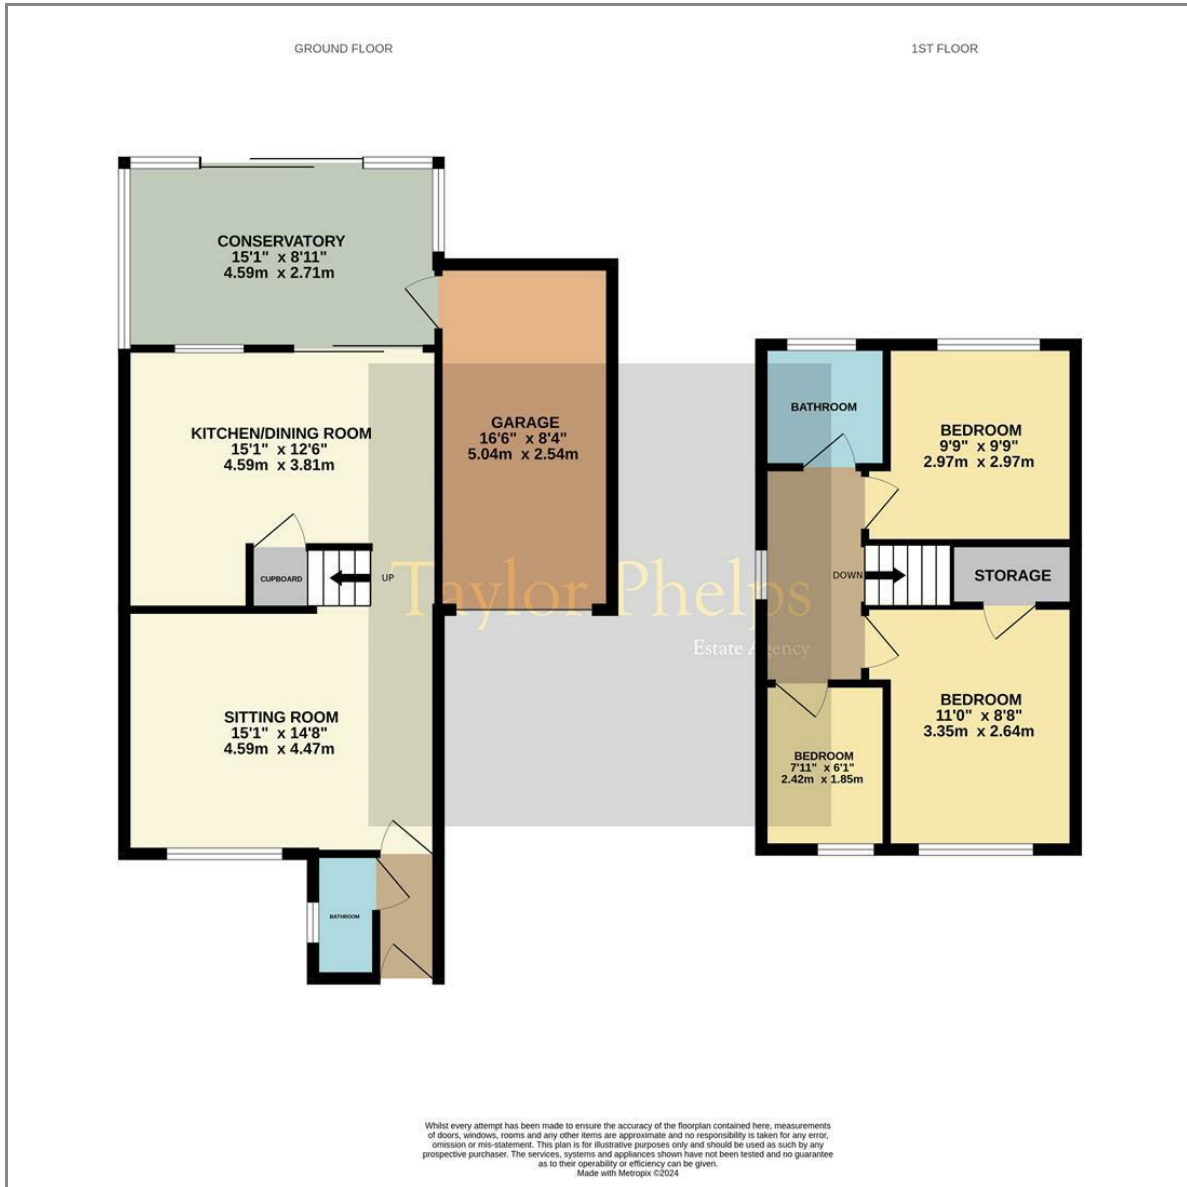 GROUND FLOOR
1ST FLOOR
CONSERVATORY
15'1" x 8'11"
4.59m x 2.71m
KITCHEN/DINING ROOM
15'1" x 12'6"
4.59m x 3.81m
GARAGE
16'6" x 8'4"
5.04m x 2.54m
CUPBOARD
UP
SITTING ROOM
15'1" x 14'8"
4.59m x 4.47m
BATHROOM
BATHROOM
BEDROOM
9'9" x 9'9"
2.97m x 2.97m
DOWN
STORAGE
BEDROOM
11'0" x 8'8"
3.35m x 2.64m
BEDROOM
7'11" x 6'1"
2.42m x 1.85m
Taylor Phelps
Estate Agency
Whilst every attempt has been made to ensure the accuracy of the floorplan contained here, measurements
of doors, windows, rooms and any other items are approximate and no responsibility is taken for any error,
omission or mis-statement. This plan is for illustrative purposes only and should be used as such by any
prospective purchaser. The services, systems and appliances shown have not been tested and no guarantee
as to their operability or efficiency can be given.
Made with Metropix ©2024